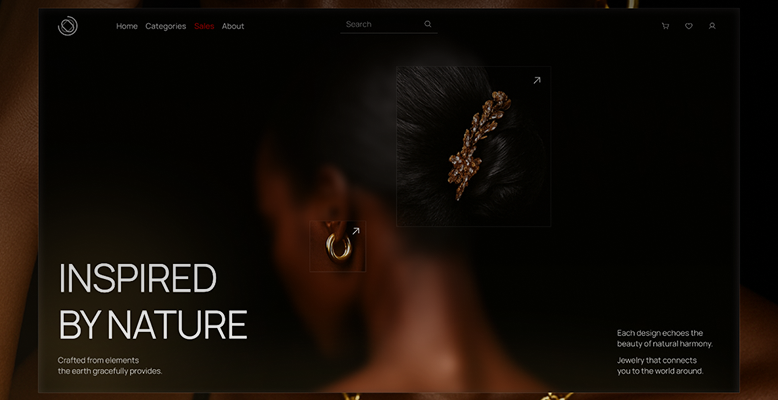 Home Categories Sales About
Search
INSPIRED
BY NATURE
Crafted from elements
the earth gracefully provides.
Each design echoes the
beauty of natural harmony.
Jewelry that connects
you to the world around.